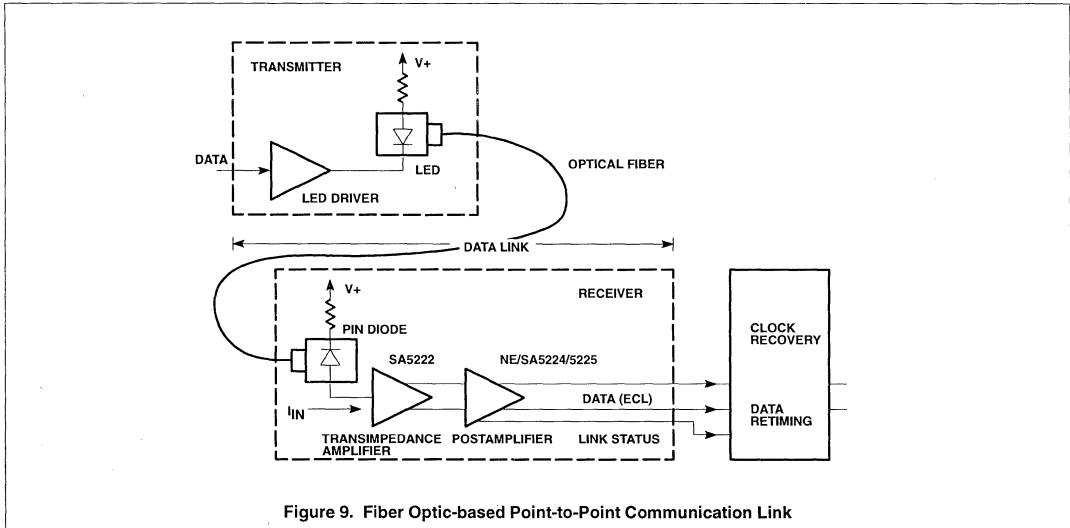 TRANSMITTER
V+
DATA
LED
LED DRIVER
OPTICAL FIBER
DATA LINK
V+
RECEIVER
PIN DIODE
SA5222
NE/SA5224/5225
CLOCK
RECOVERY
DATA (ECL)
IIN
DATA
RETIMING
TRANSIMPEDANCE
AMPLIFIER
POSTAMPLIFIER
LINK STATUS
Figure 9. Fiber Optic-based Point-to-Point Communication Link